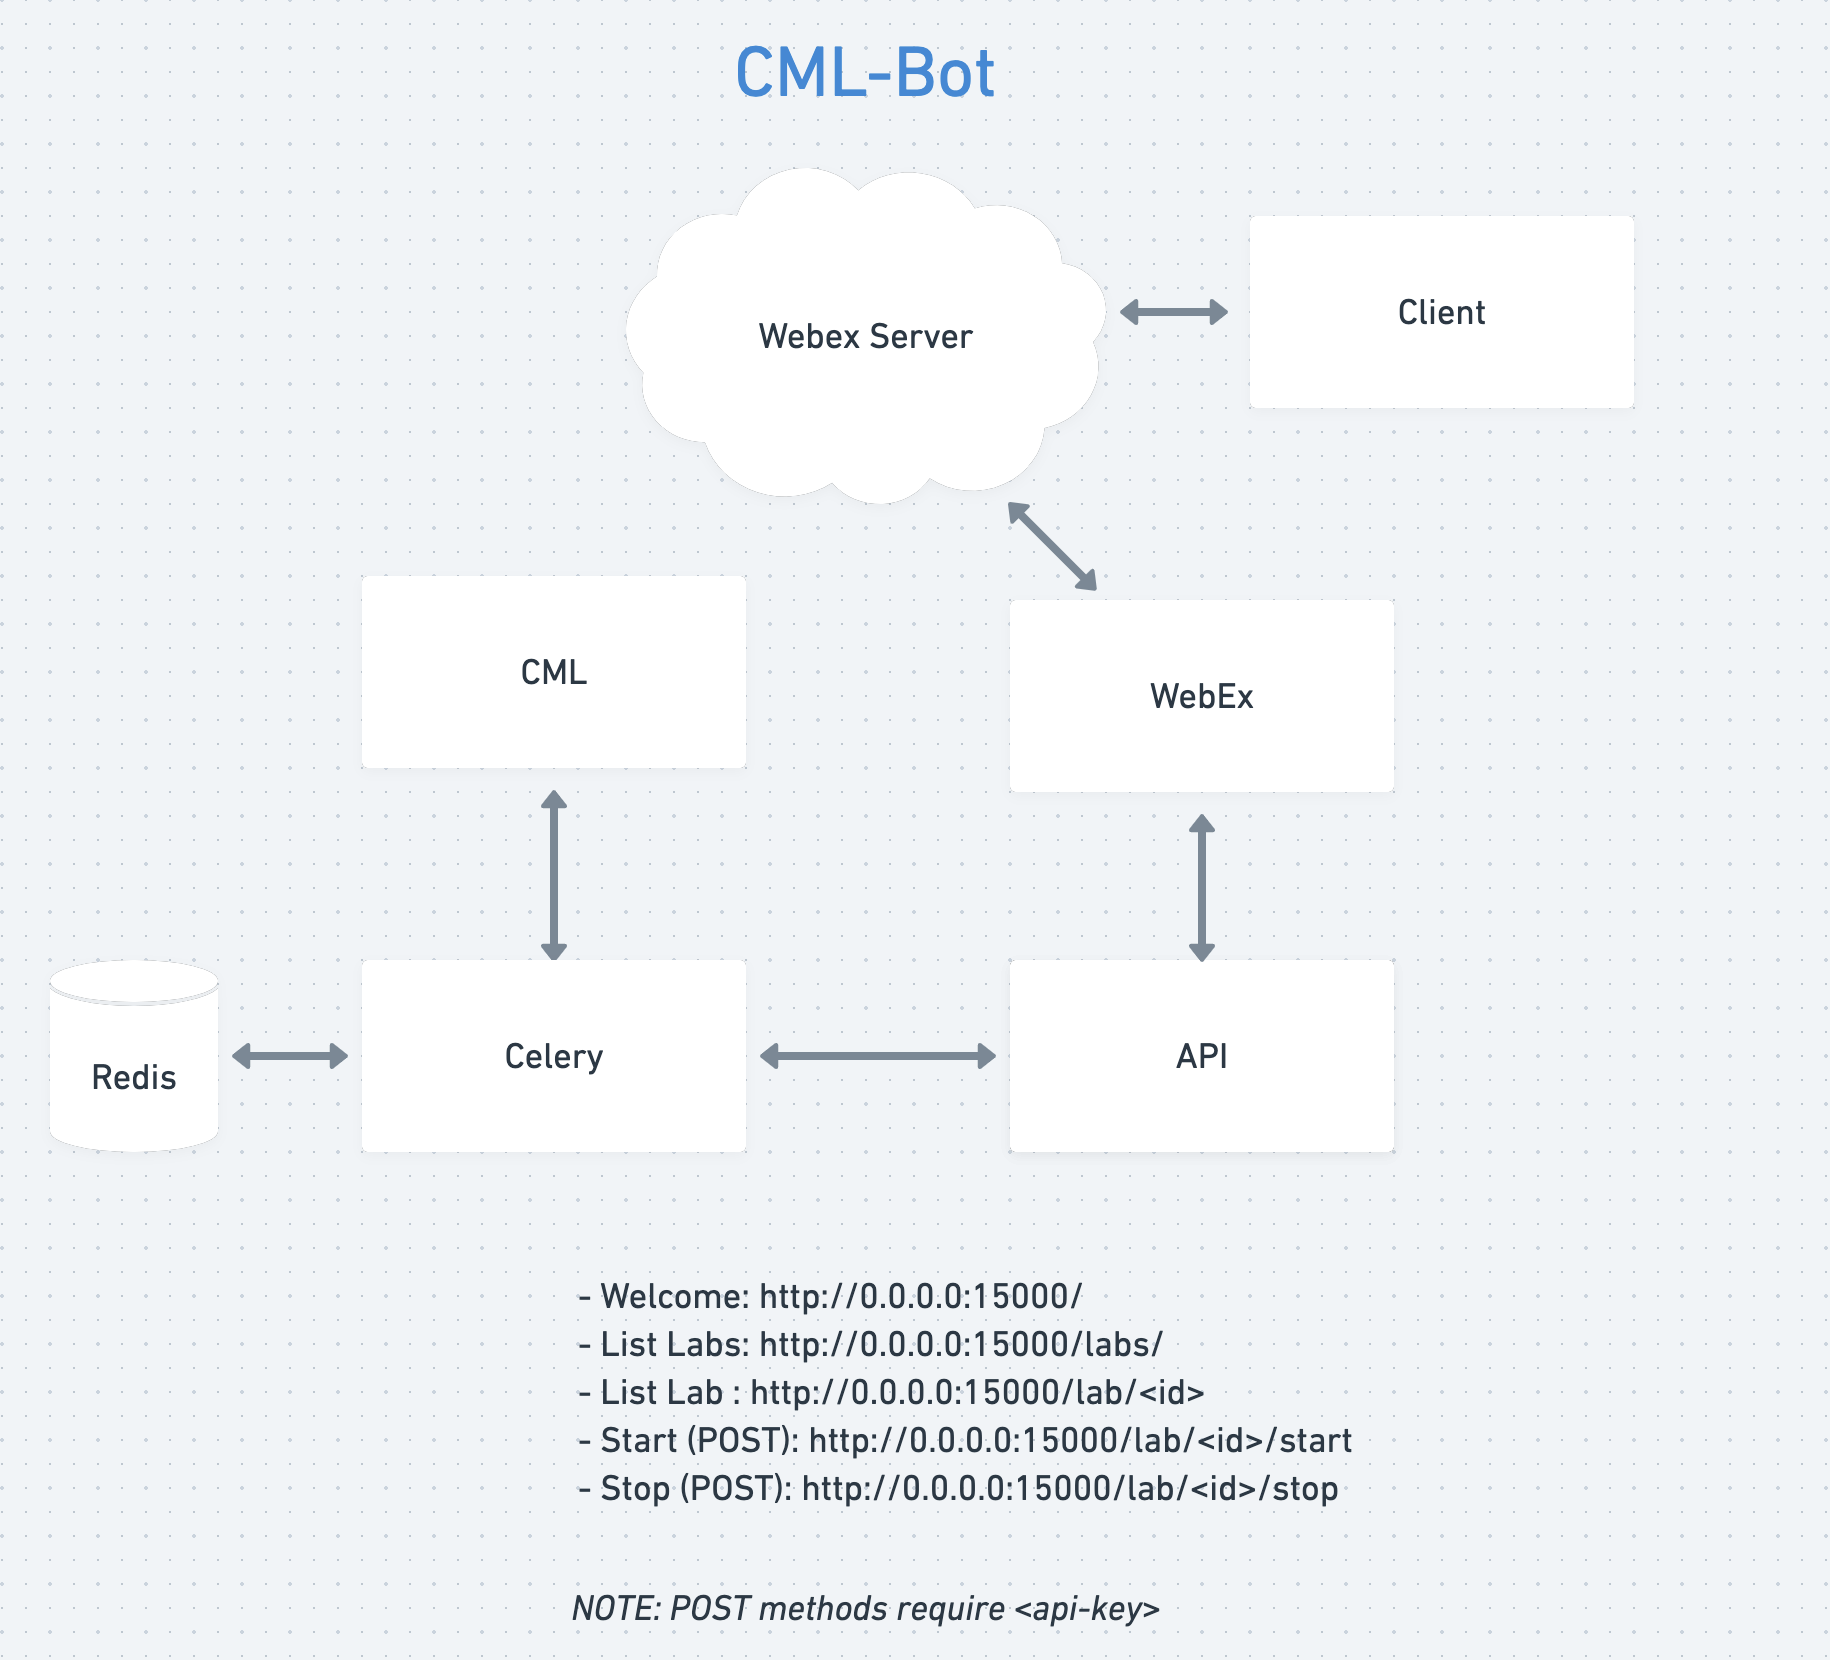 CML-Bot
Webex Server
Client
CML
WebEx
Redis
Celery
API
- Welcome: http://0.0.0.0:15000/
- List Labs: http://0.0.0.0:15000/labs/
- List Lab : http://0.0.0.0:15000/lab/<id>
- Start (POST): http://0.0.0.0:15000/lab/<id>/start
- Stop (POST): http://0.0.0.0:15000/lab/<id>/stop
NOTE: POST methods require <api-key>